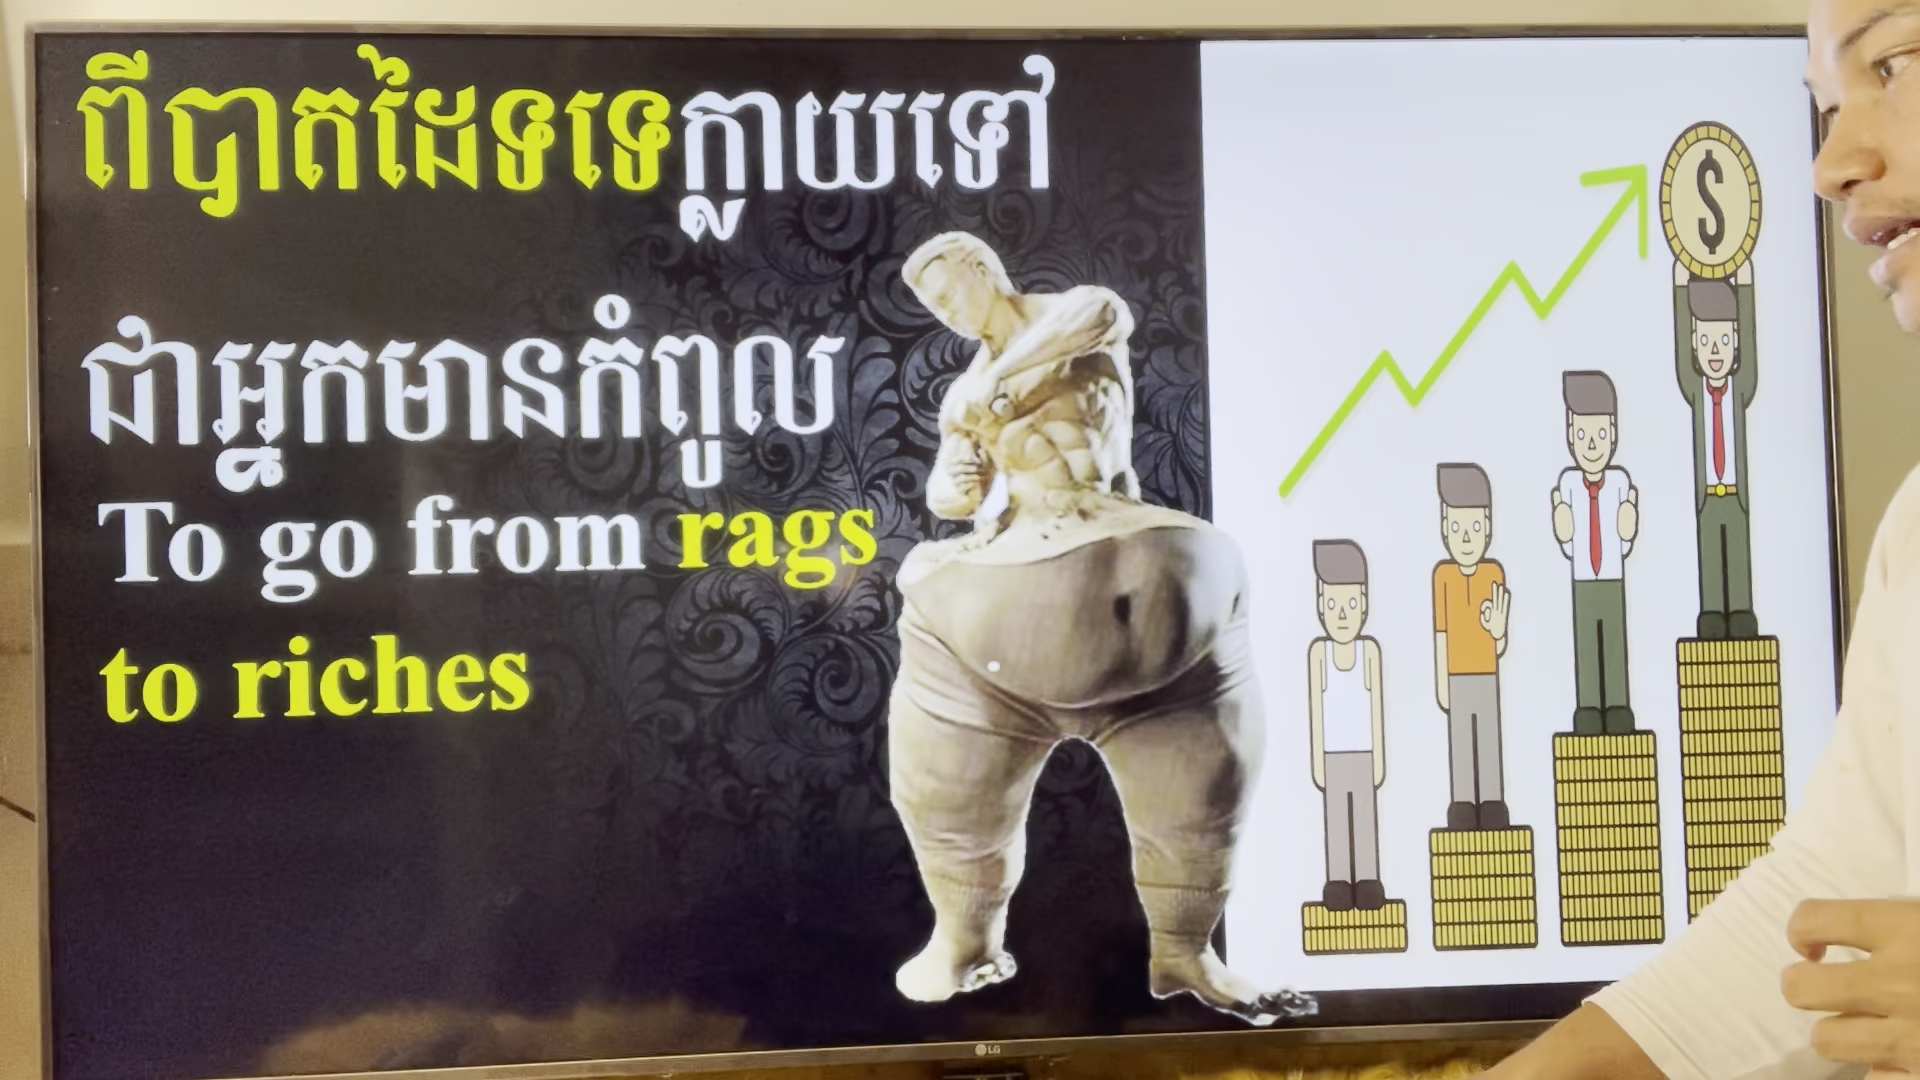 ពីបាតដៃទទេក្លាយទៅ
ជាអ្នកមានកំពូល
To go from rags
to riches
$
LG